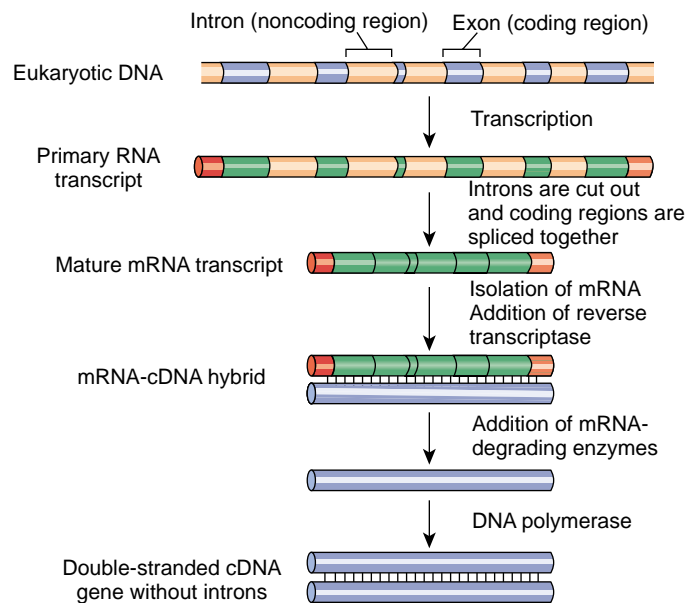 Intron (noncoding region)
Exon (coding region)
Eukaryotic DNA
Transcription
Primary RNA
transcript
Introns are cut out
and coding regions are
spliced together
Mature mRNA transcript
Isolation of mRNA
Addition of reverse
transcriptase
mRNA-cDNA hybrid
Addition of mRNA-
degrading enzymes
DNA polymerase
Double-stranded cDNA
gene without introns